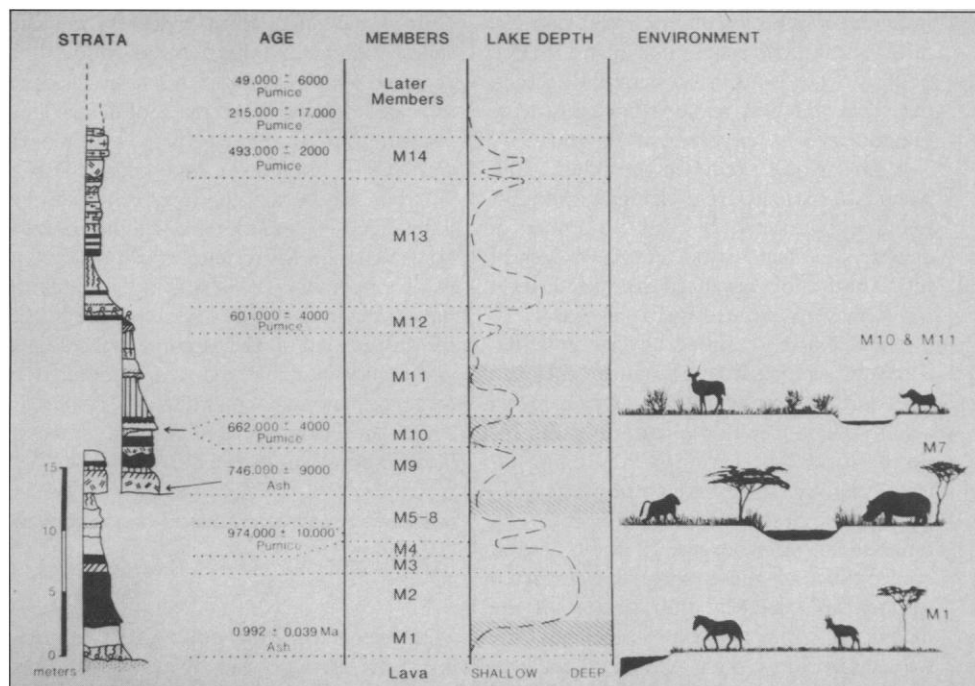 STRATA AGE MEMBERS LAKE DEPTH ENVIRONMENT
49,000 ± 6000
Pumice
Later
Members
215,000 ± 17,000
Pumice
493,000 ± 2000
Pumice
M14
M13
601,000 ± 4000
Pumice
M12
M10 & M11
M11
662,000 ± 4000
Pumice
M10
M7
15
746,000 ± 9000
Ash
M9
M5-8
10
974,000 ± 10,000
Pumice
M4
M3
5
M2
M1
0.992 ± 0.039 Ma
Ash
M1
0
meters
Lava
SHALLOW DEEP